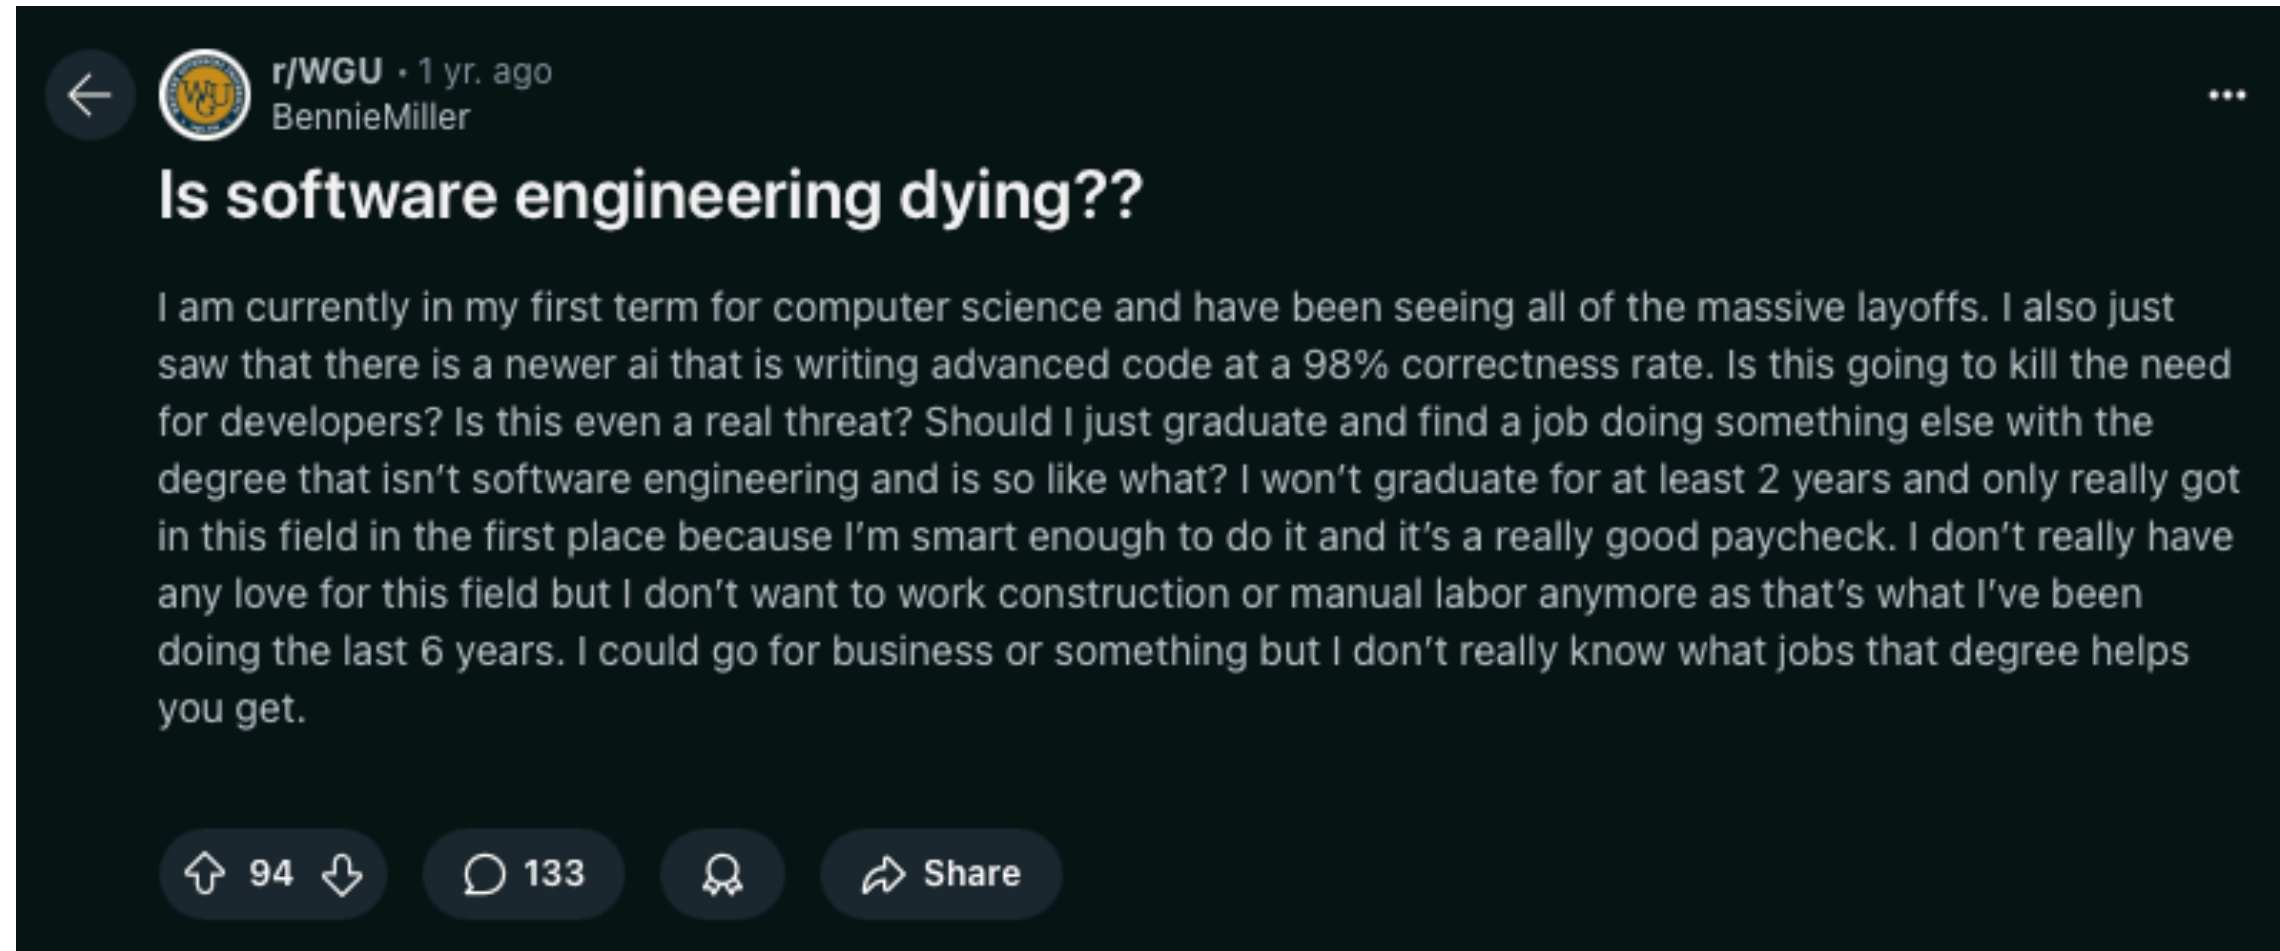 r/WGU • 1 yr. ago
BennieMiller
Is software engineering dying??
I am currently in my first term for computer science and have been seeing all of the massive layoffs. I also just
saw that there is a newer ai that is writing advanced code at a 98% correctness rate. Is this going to kill the need
for developers? Is this even a real threat? Should I just graduate and find a job doing something else with the
degree that isn't software engineering and is so like what? I won't graduate for at least 2 years and only really got
in this field in the first place because I'm smart enough to do it and it's a really good paycheck. I don't really have
any love for this field but I don't want to work construction or manual labor anymore as that's what I've been
doing the last 6 years. I could go for business or something but I don't really know what jobs that degree helps
you get.
94
133
Share